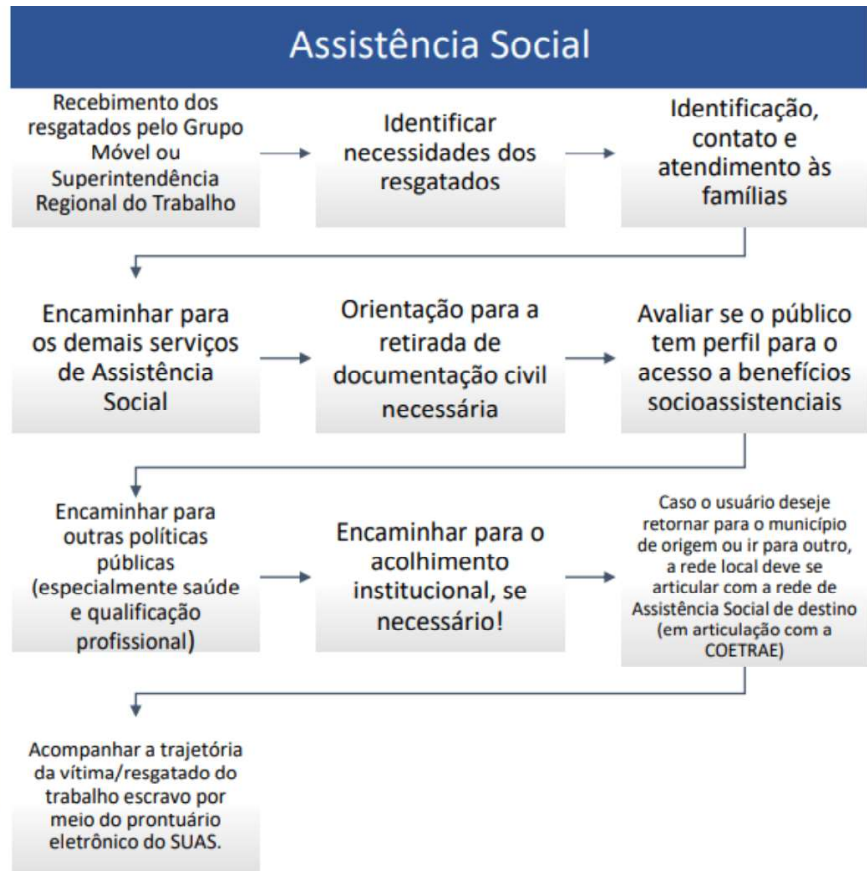 Assistência Social
Recebimento dos
resgatados pelo Grupo
Móvel ou
Superintendência
Regional do Trabalho
Identificar
necessidades dos
resgatados
Identificação,
contato e
atendimento às
famílias
Encaminhar para
os demais serviços
de Assistência
Social
Orientação para a
retirada de
documentação civil
necessária
Avaliar se o público
tem perfil para o
acesso a benefícios
socioassistenciais
Encaminhar para
outras políticas
públicas
(especialmente saúde
e qualificação
profissional)
Encaminhar para o
acolhimento
institucional, se
necessário!
Caso o usuário deseje
retornar para o município
de origem ou ir para outro,
a rede local deve se
articular com a rede de
Assistência Social de destino
(em articulação com a
COETRAE)
Acompanhar a trajetória
da vítima/resgatado do
trabalho escravo por
meio do prontuário
eletrônico do SUAS.